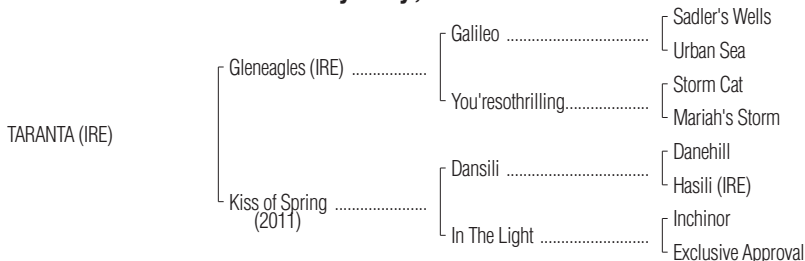 Sadler's Wells
Galileo ..................................
Urban Sea
Gleneagles (IRE) ..................
Storm Cat
You'resothrilling....................
Mariah's Storm
TARANTA (IRE)
Danehill
Dansili ..................................
Hasili (IRE)
Kiss of Spring ......................
(2011)
Inchinor
In The Light ..........................
Exclusive Approval